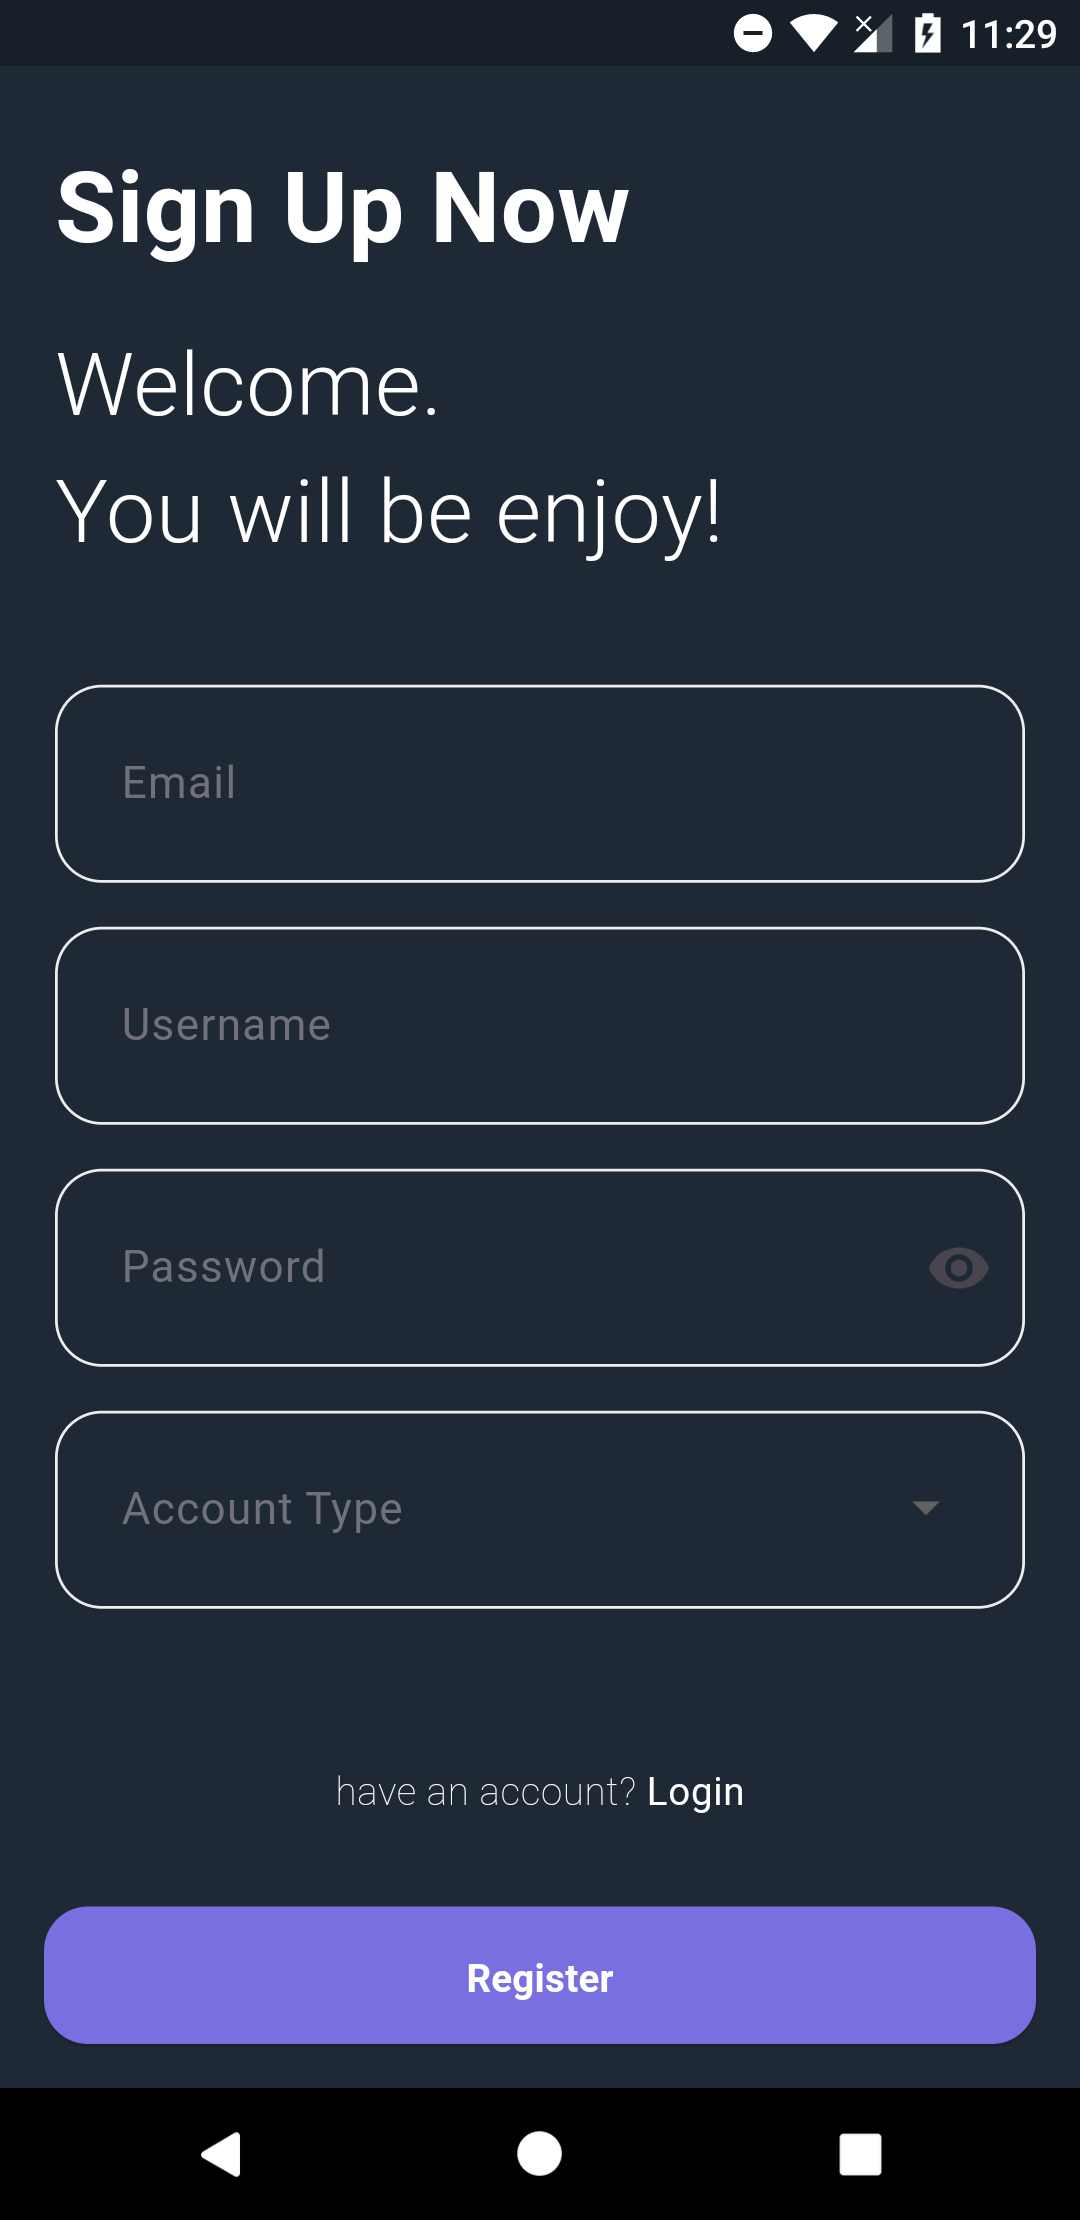 11:29
Sign Up Now
Welcome.
You will be enjoy!
Email
Username
Password
Account Type
have an account? Login
Register